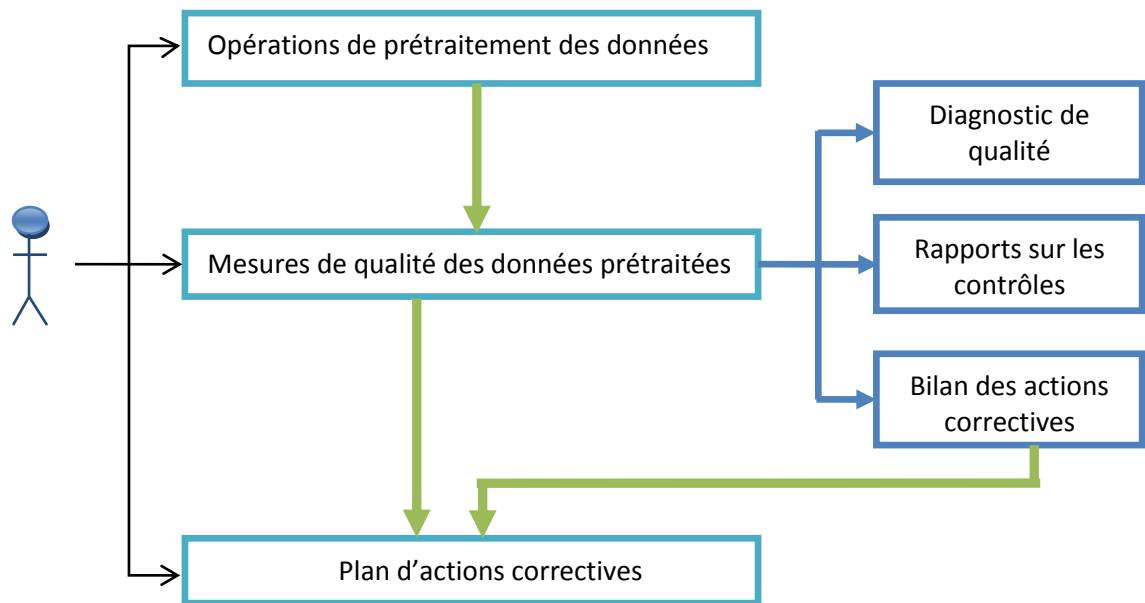 Opérations de prétraitement des données
Diagnostic de
qualité
Mesures de qualité des données prétraitées
Rapports sur les
contrôles
Bilan des actions
correctives
Plan d’actions correctives